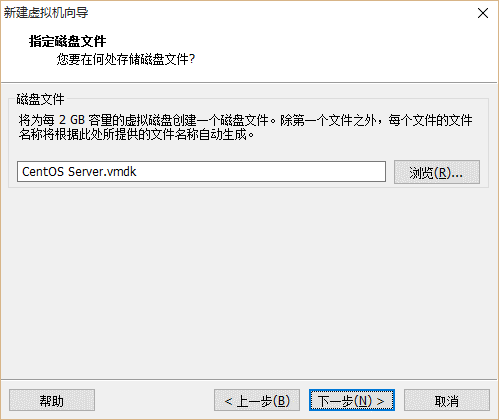 新建虚拟机向导
指定磁盘文件
您要在何处存储磁盘文件?
磁盘文件
将为每 2 GB 容量的虚拟磁盘创建一个磁盘文件。除第一个文件之外，每个文件的文件
名称将根据此处所提供的文件名称自动生成。
CentOS Server.vmdk
浏览(R)...
帮助
< 上一步(B)
下一步(N) >
取消